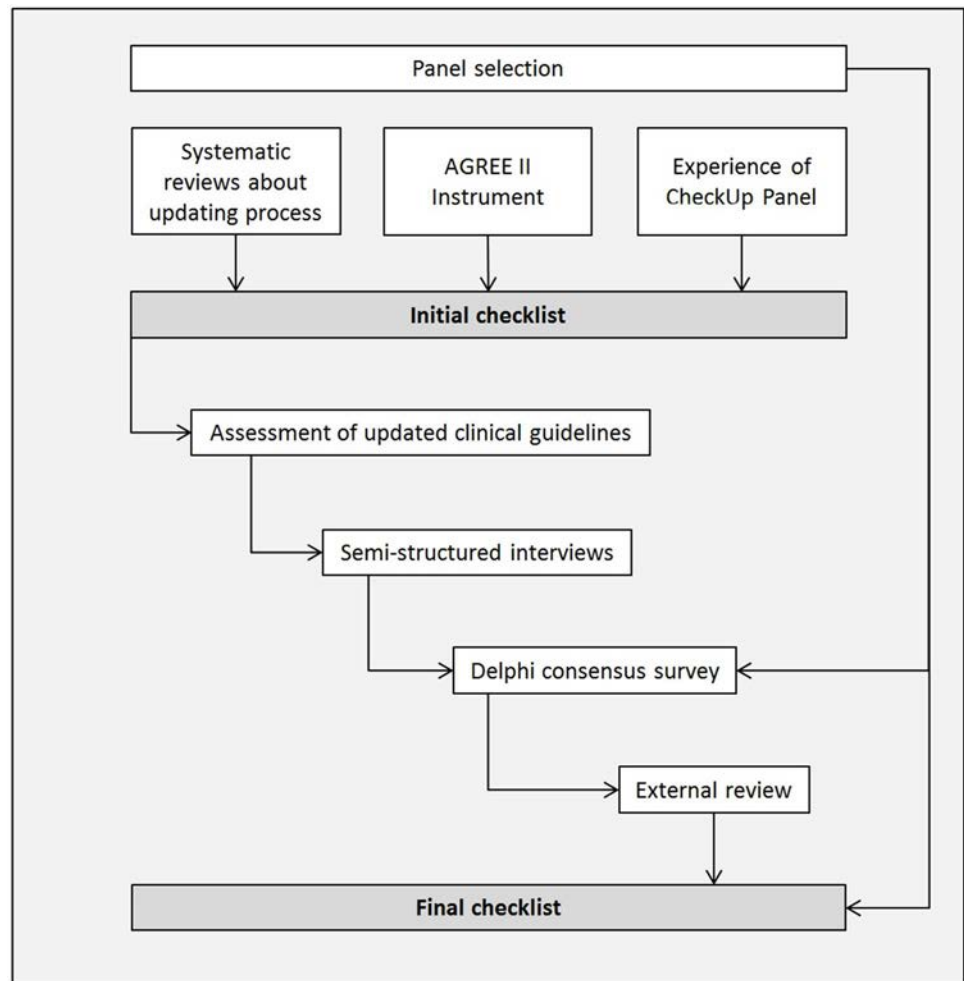 Panel selection
Systematic
reviews about
updating process
AGREE II
Instrument
Experience of
CheckUp Panel
Initial checklist
Assessment of updated clinical guidelines
Semi-structured interviews
Delphi consensus survey
External review
Final checklist